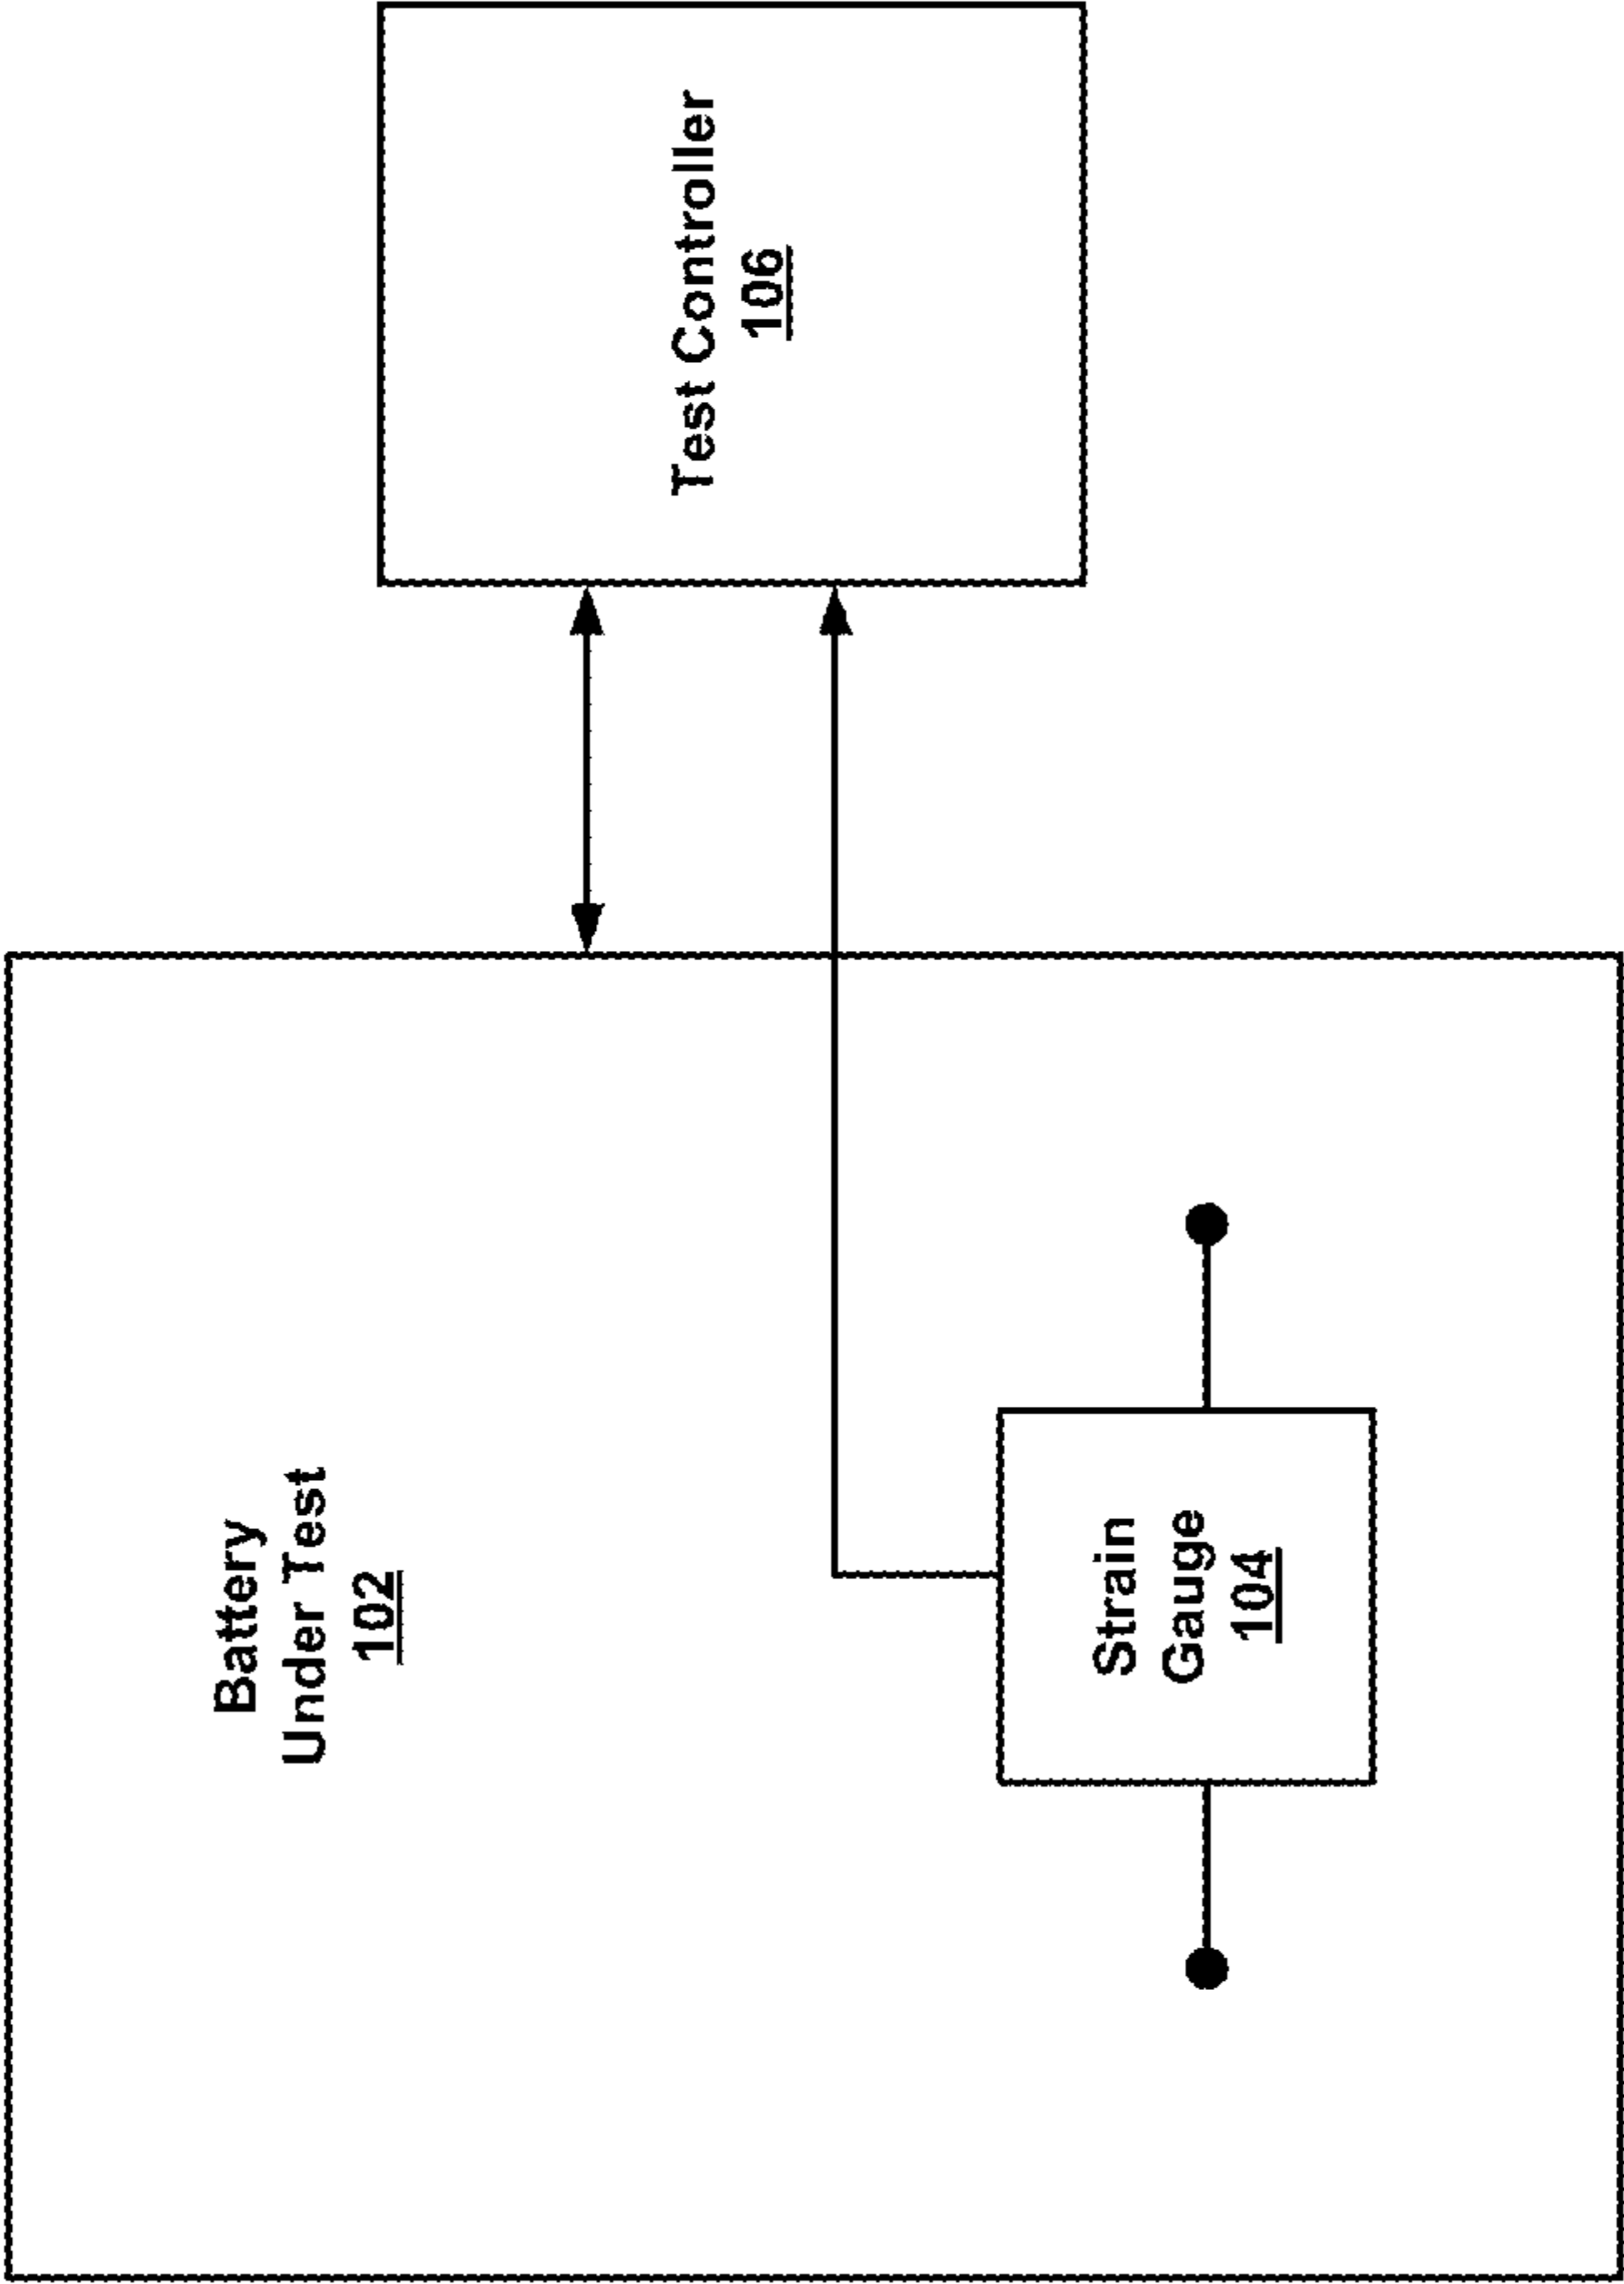 Battery
Under Test
102
Strain
Gauge
104
Test Controller
106